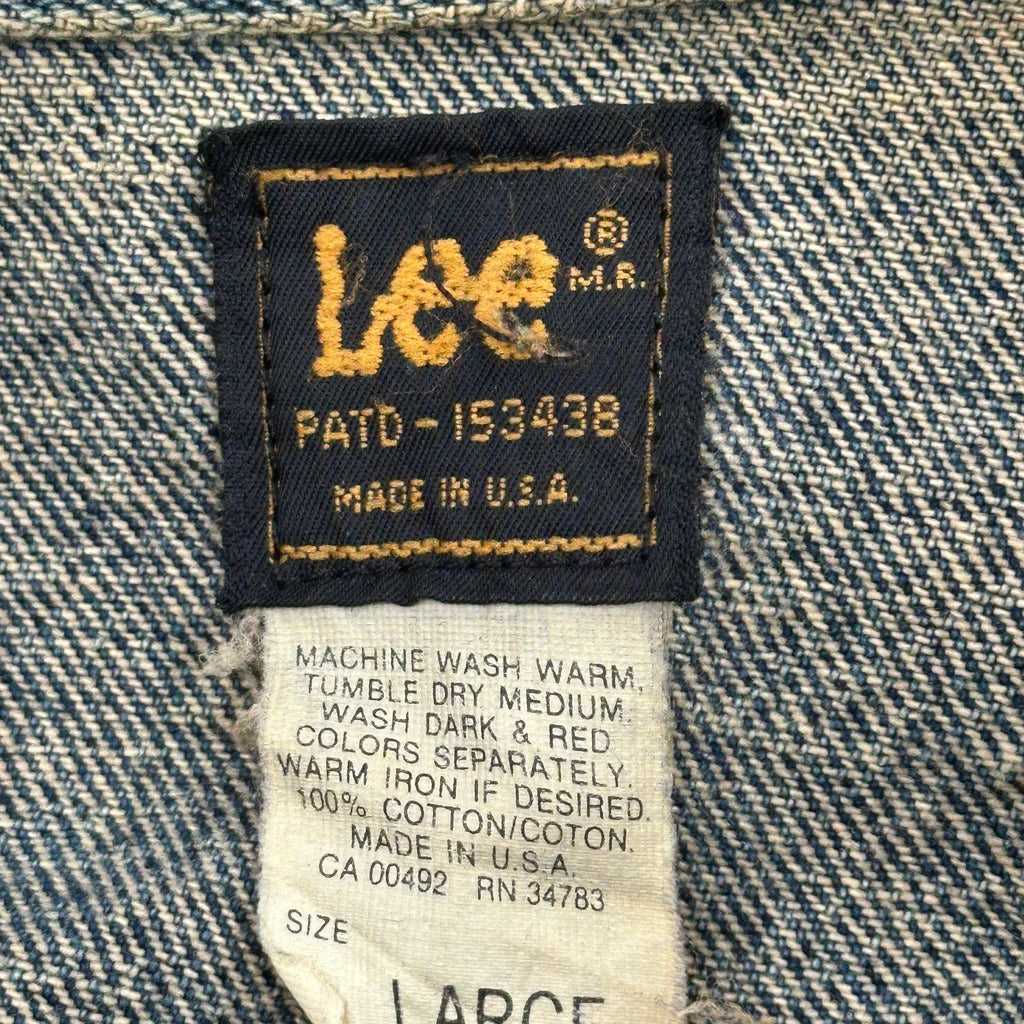 Lee ®
M.R.
PATD-153438
MADE IN U.S.A.
MACHINE WASH WARM.
TUMBLE DRY MEDIUM.
WASH DARK & RED
COLORS SEPARATELY.
WARM IRON IF DESIRED.
100% COTTON/COTON.
MADE IN U.S.A.
CA 00492 RN 34783
SIZE
LARGE